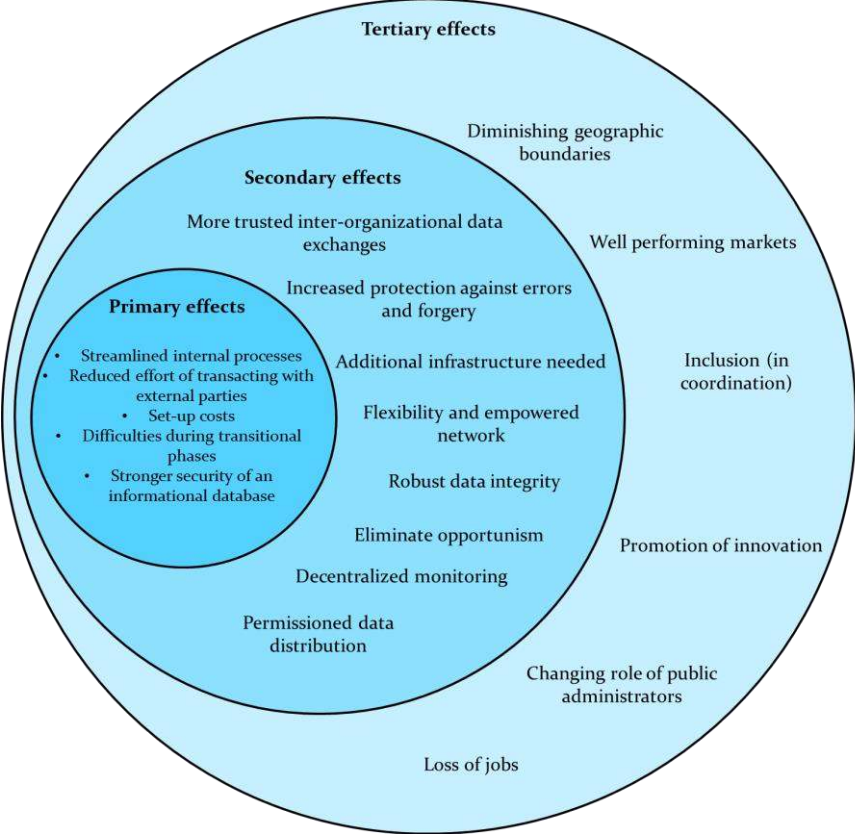 Tertiary effects
Diminishing geographic
boundaries
Well performing markets
Inclusion (in
coordination)
Promotion of innovation
Changing role of public
administrators
Loss of jobs
Secondary effects
More trusted inter-organizational data
exchanges
Increased protection against errors
and forgery
Additional infrastructure needed
Flexibility and empowered
network
Robust data integrity
Eliminate opportunism
Decentralized monitoring
Permissioned data
distribution
Primary effects
• Streamlined internal processes
• Reduced effort of transacting with
external parties
• Set-up costs
• Difficulties during transitional
phases
• Stronger security of an
informational database